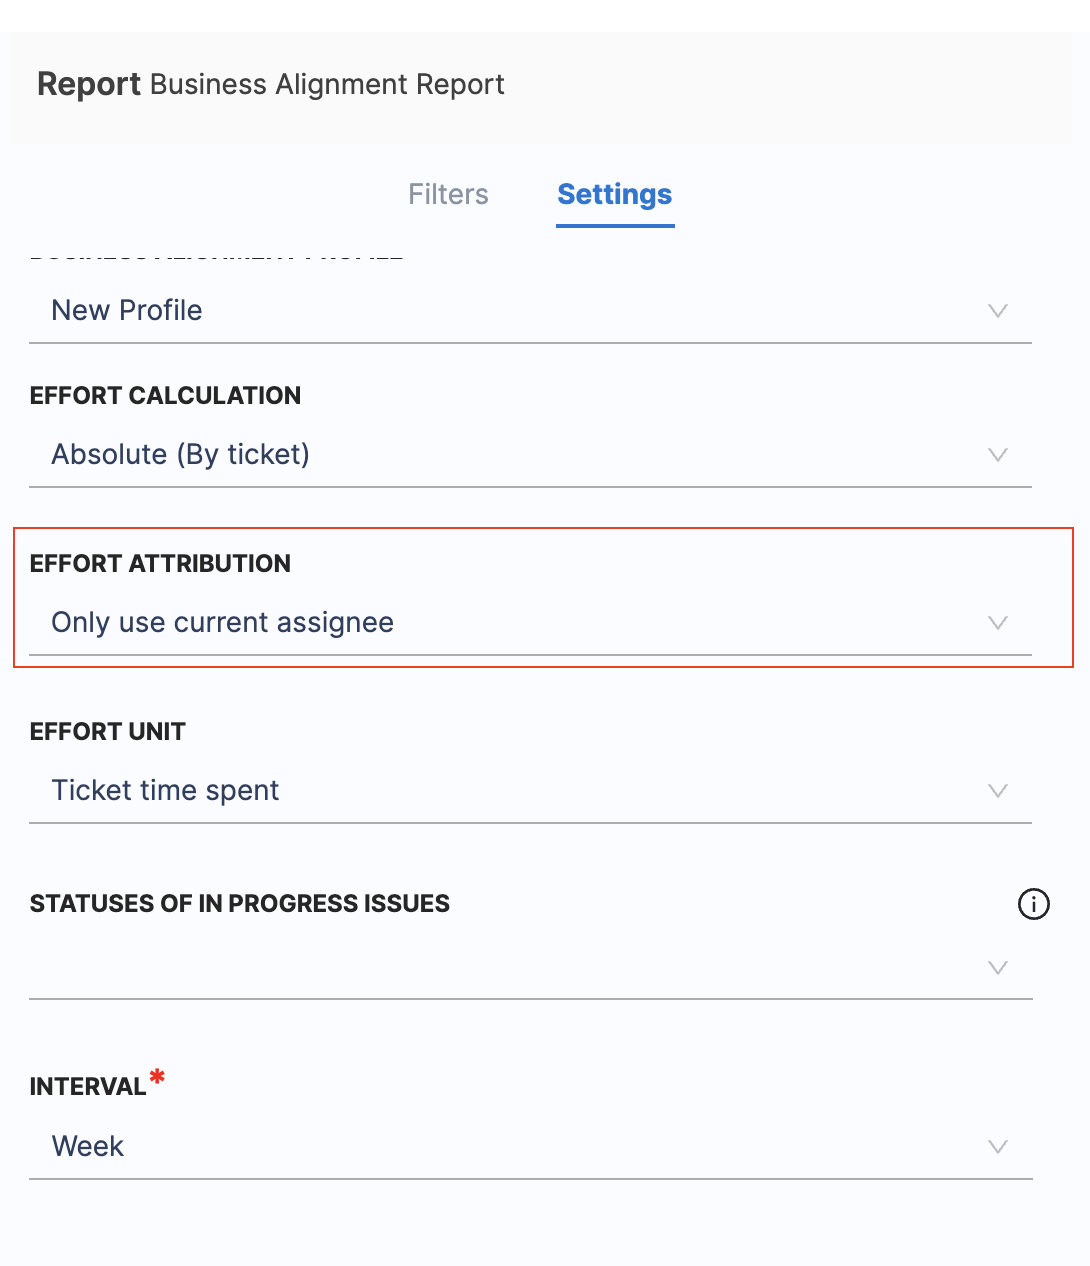 Report Business Alignment Report
Filters Settings
New Profile
EFFORT CALCULATION
Absolute (By ticket)
EFFORT ATTRIBUTION
Only use current assignee
EFFORT UNIT
Ticket time spent
STATUSES OF IN PROGRESS ISSUES
INTERVAL*
Week